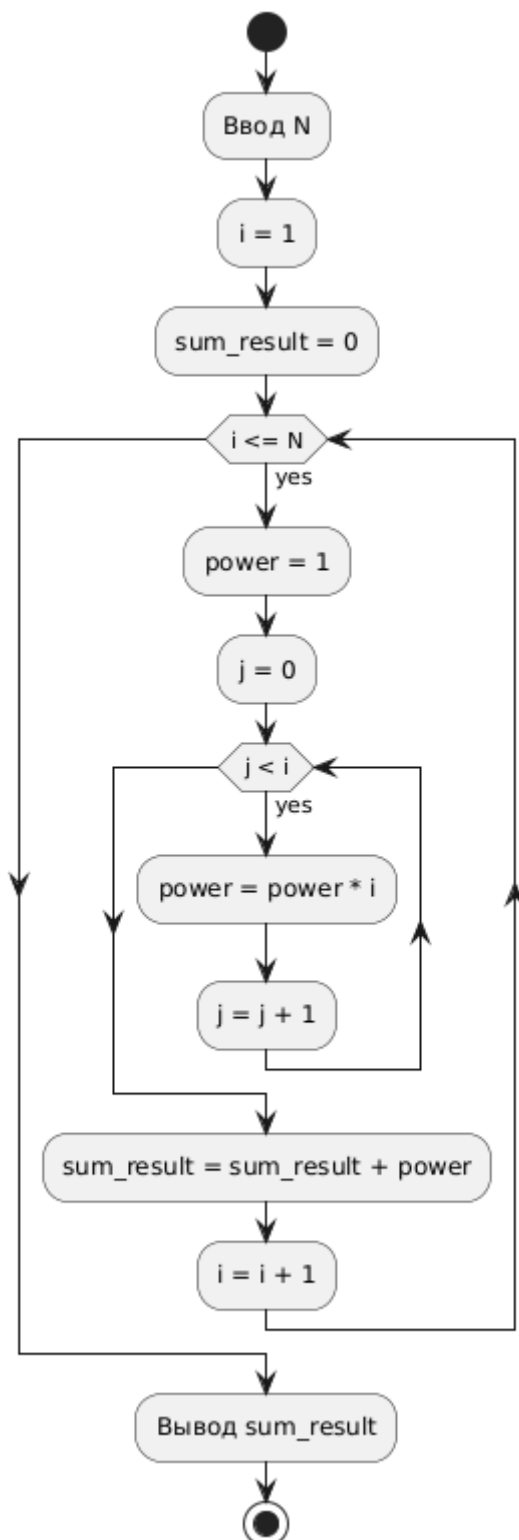 Ввод N
i = 1
sum_result = 0
i <= N
yes
power = 1
j = 0
j < i
yes
power = power * i
j = j + 1
sum_result = sum_result + power
i = i + 1
Вывод sum_result